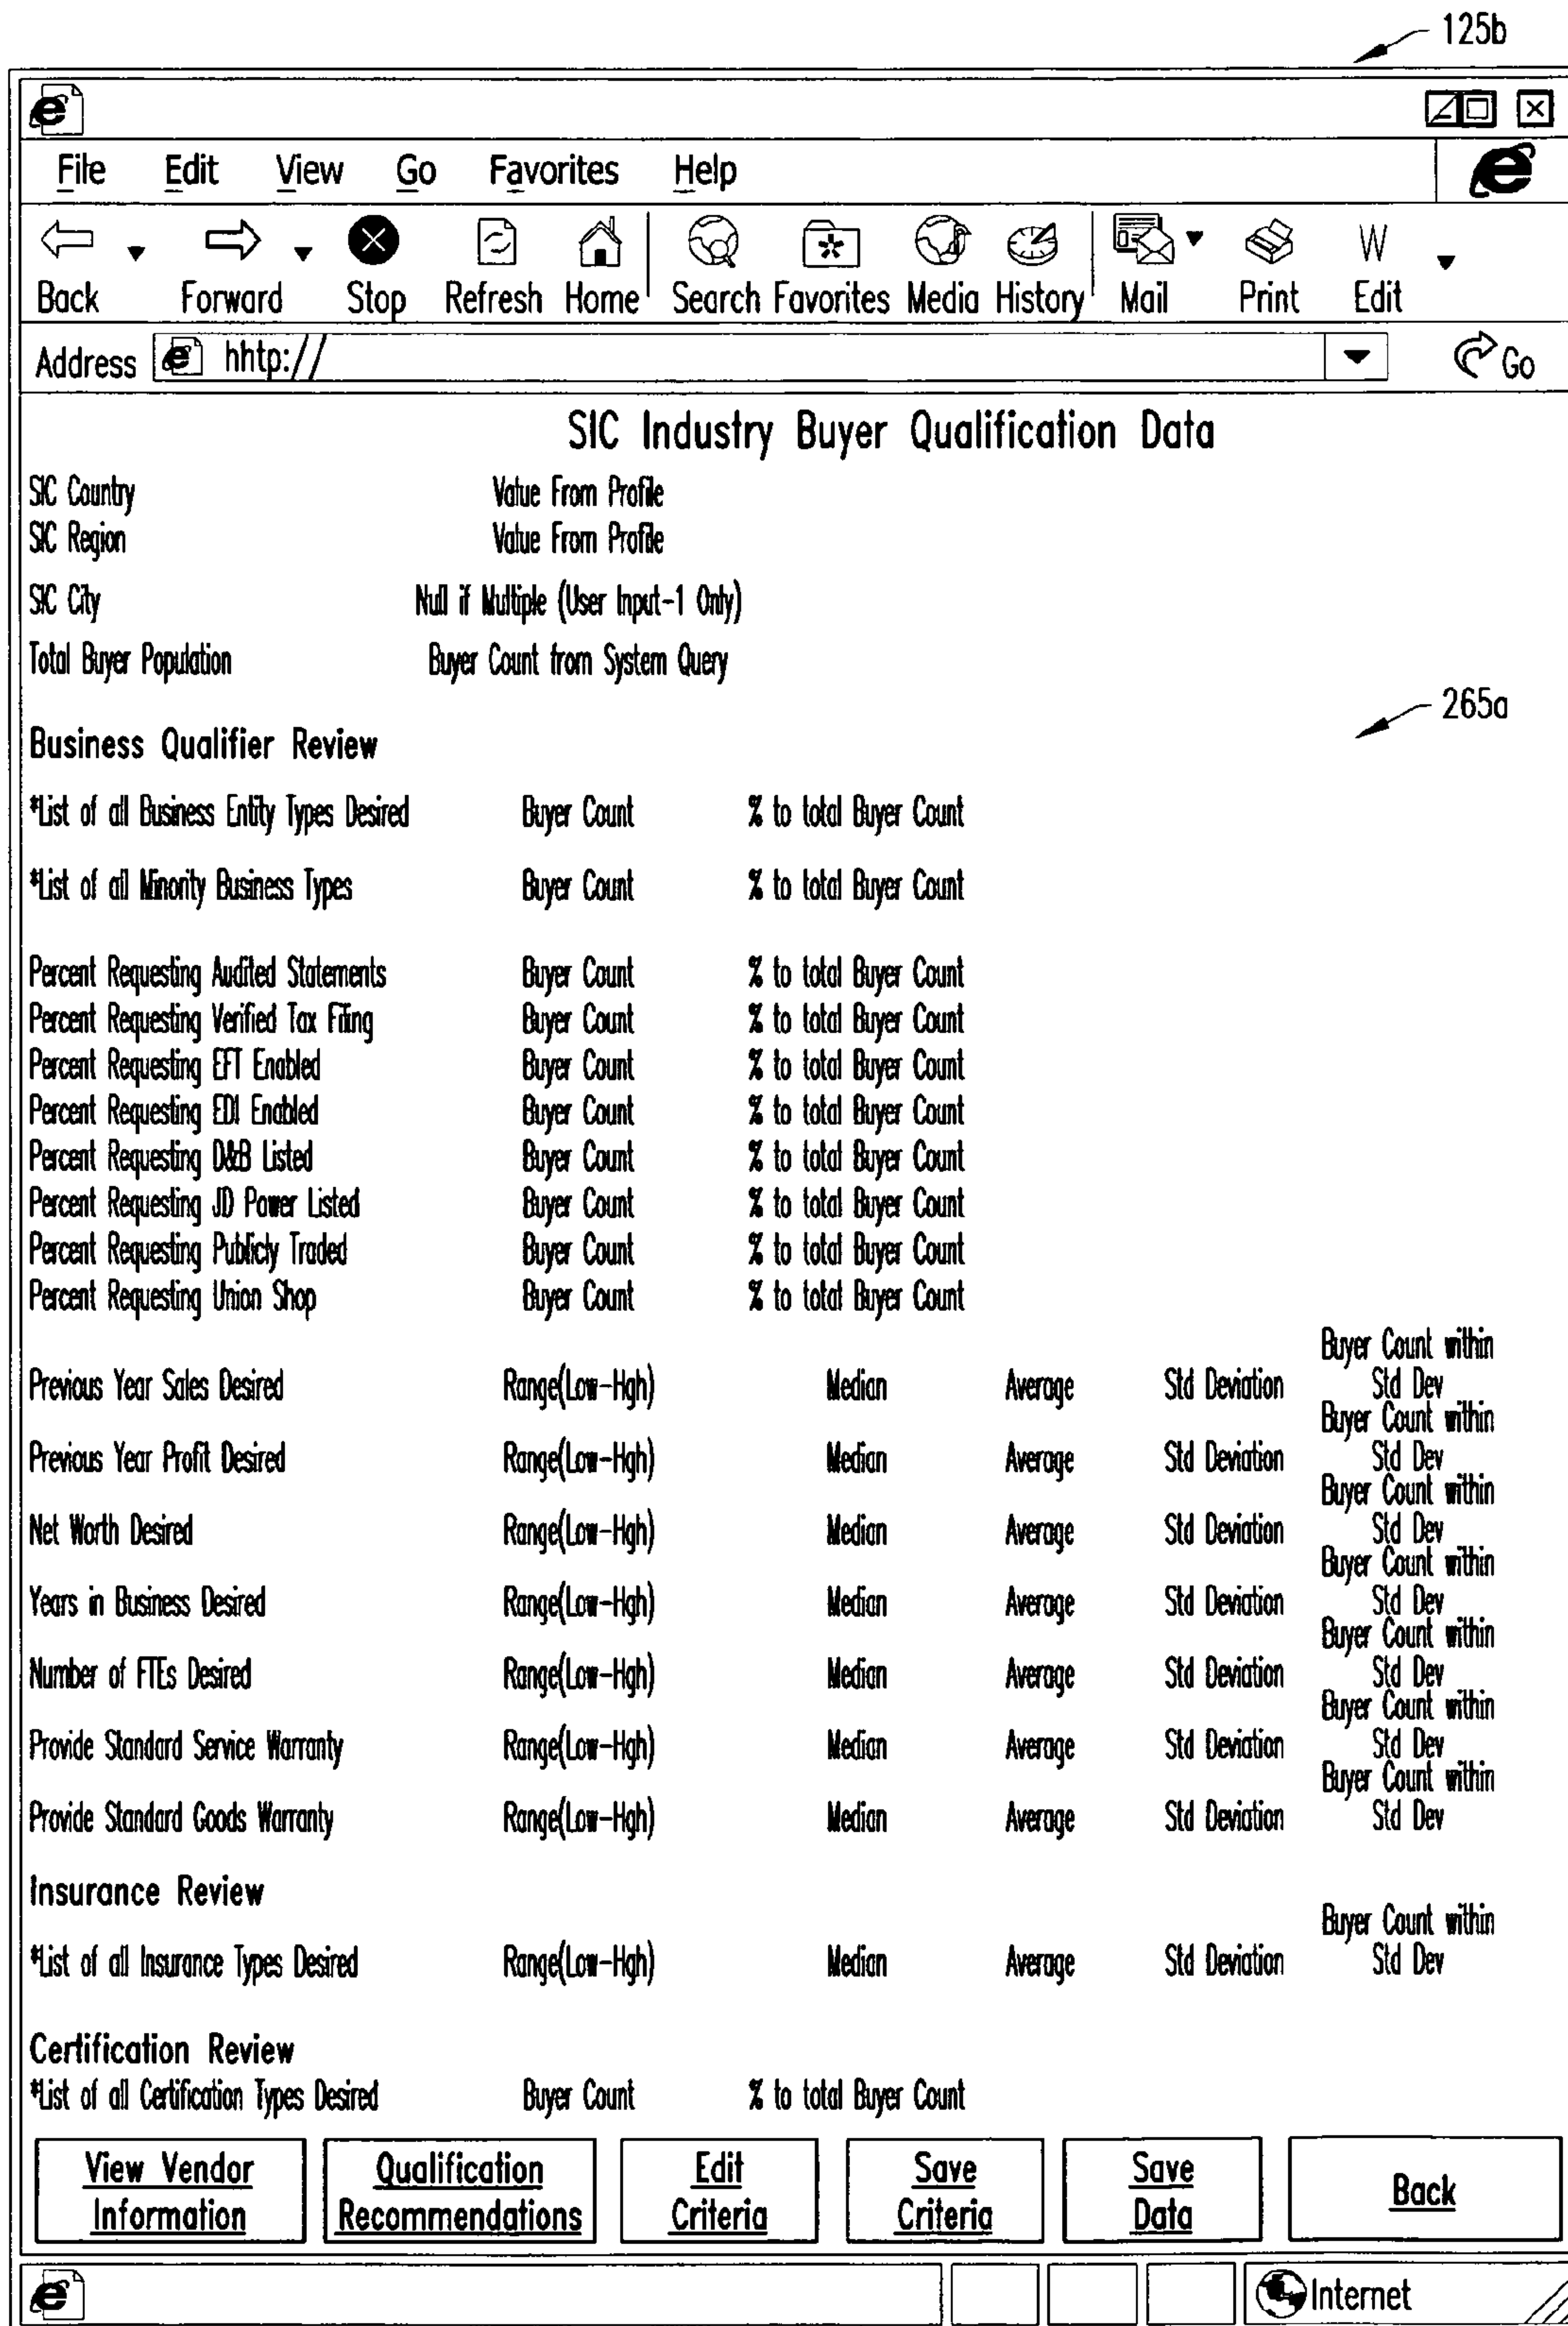 125b
File Edit View Go Favorites Help
Back Forward Stop Refresh Home Search Favorites Media History Mail Print Edit
W
Address hhtp:// Go
SIC Industry Buyer Qualification Data
SIC Country Value From Profile
SIC Region Value From Profile
SIC City Null if Multiple (User Input-1 Only)
Total Buyer Population Buyer Count from System Query
265a
Business Qualifier Review
*List of all Business Entity Types Desired Buyer Count % to total Buyer Count
*List of all Minority Business Types Buyer Count % to total Buyer Count
Percent Requesting Audited Statements Buyer Count % to total Buyer Count
Percent Requesting Verified Tax Filing Buyer Count % to total Buyer Count
Percent Requesting EFT Enabled Buyer Count % to total Buyer Count
Percent Requesting EDI Enabled Buyer Count % to total Buyer Count
Percent Requesting D&B Listed Buyer Count % to total Buyer Count
Percent Requesting JD Power Listed Buyer Count % to total Buyer Count
Percent Requesting Publicly Traded Buyer Count % to total Buyer Count
Percent Requesting Union Shop Buyer Count % to total Buyer Count
Previous Year Sales Desired Range(Low-Hgh) Median Average Std Deviation Buyer Count within Std Dev
Previous Year Profit Desired Range(Low-Hgh) Median Average Std Deviation Buyer Count within Std Dev
Net Worth Desired Range(Low-Hgh) Median Average Std Deviation Buyer Count within Std Dev
Years in Business Desired Range(Low-Hgh) Median Average Std Deviation Buyer Count within Std Dev
Number of FTEs Desired Range(Low-Hgh) Median Average Std Deviation Buyer Count within Std Dev
Provide Standard Service Warranty Range(Low-Hgh) Median Average Std Deviation Buyer Count within Std Dev
Provide Standard Goods Warranty Range(Low-Hgh) Median Average Std Deviation Buyer Count within Std Dev
Insurance Review
*List of all Insurance Types Desired Range(Low-Hgh) Median Average Std Deviation Buyer Count within Std Dev
Certification Review
*List of all Certification Types Desired Buyer Count % to total Buyer Count
View Vendor Information
Qualification Recommendations
Edit Criteria
Save Criteria
Save Data
Back
Internet